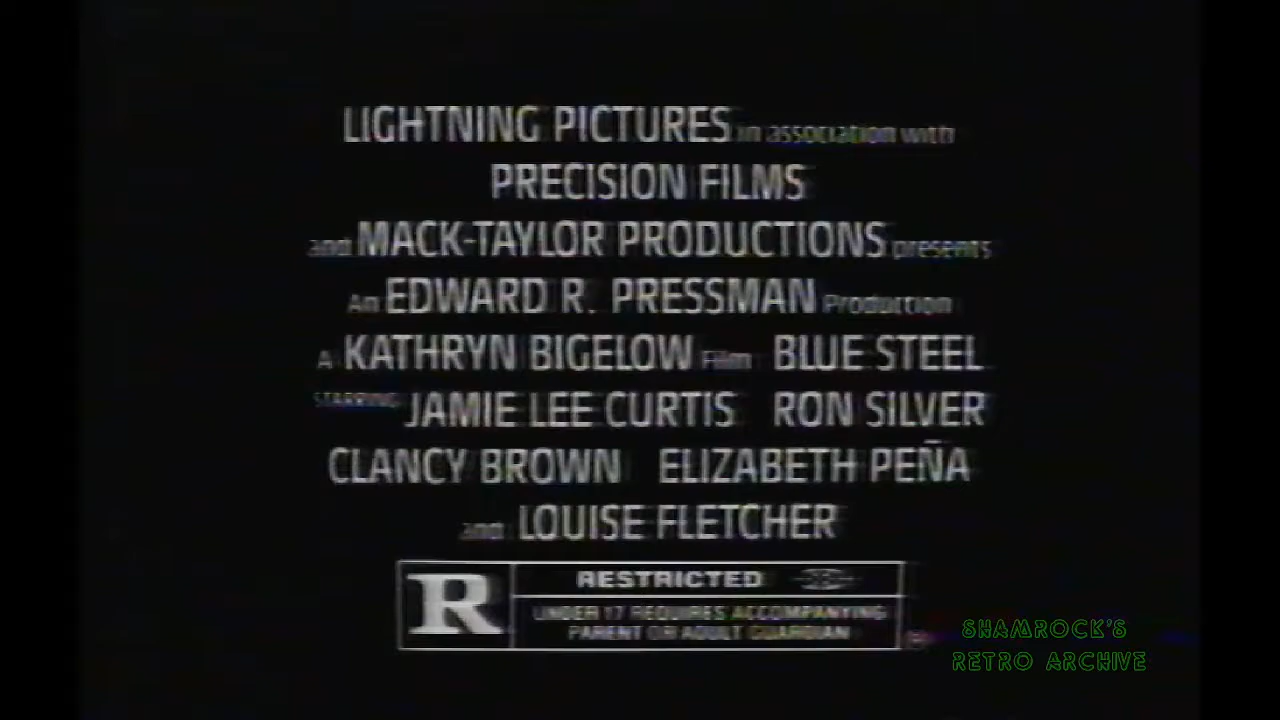 LIGHTNING PICTURES in association with
PRECISION FILMS
and MACK-TAYLOR PRODUCTIONS presents
An EDWARD R. PRESSMAN Production
A KATHRYN BIGELOW Film BLUE STEEL
STARRING JAMIE LEE CURTIS RON SILVER
CLANCY BROWN ELIZABETH PEÑA
and LOUISE FLETCHER
R RESTRICTED
UNDER 17 REQUIRES ACCOMPANYING
PARENT OR ADULT GUARDIAN
SHAMROCK'S
RETRO ARCHIVE